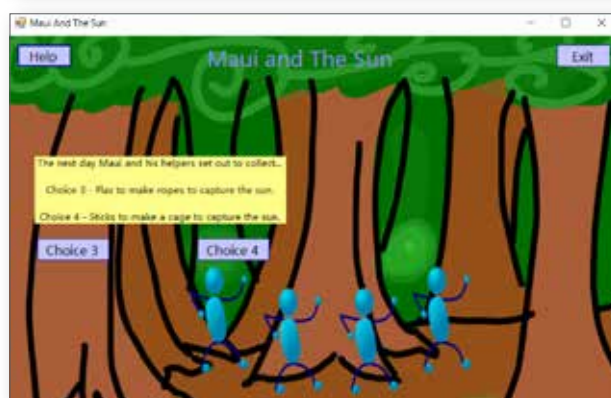 Maui And The Sun
Help
Maui and The Sun
Exit
The next day Maui and his helpers set out to collect...
Choice 3 - Flax to make ropes to capture the sun.
Choice 4 - Sticks to make a cage to capture the sun.
Choice 3
Choice 4